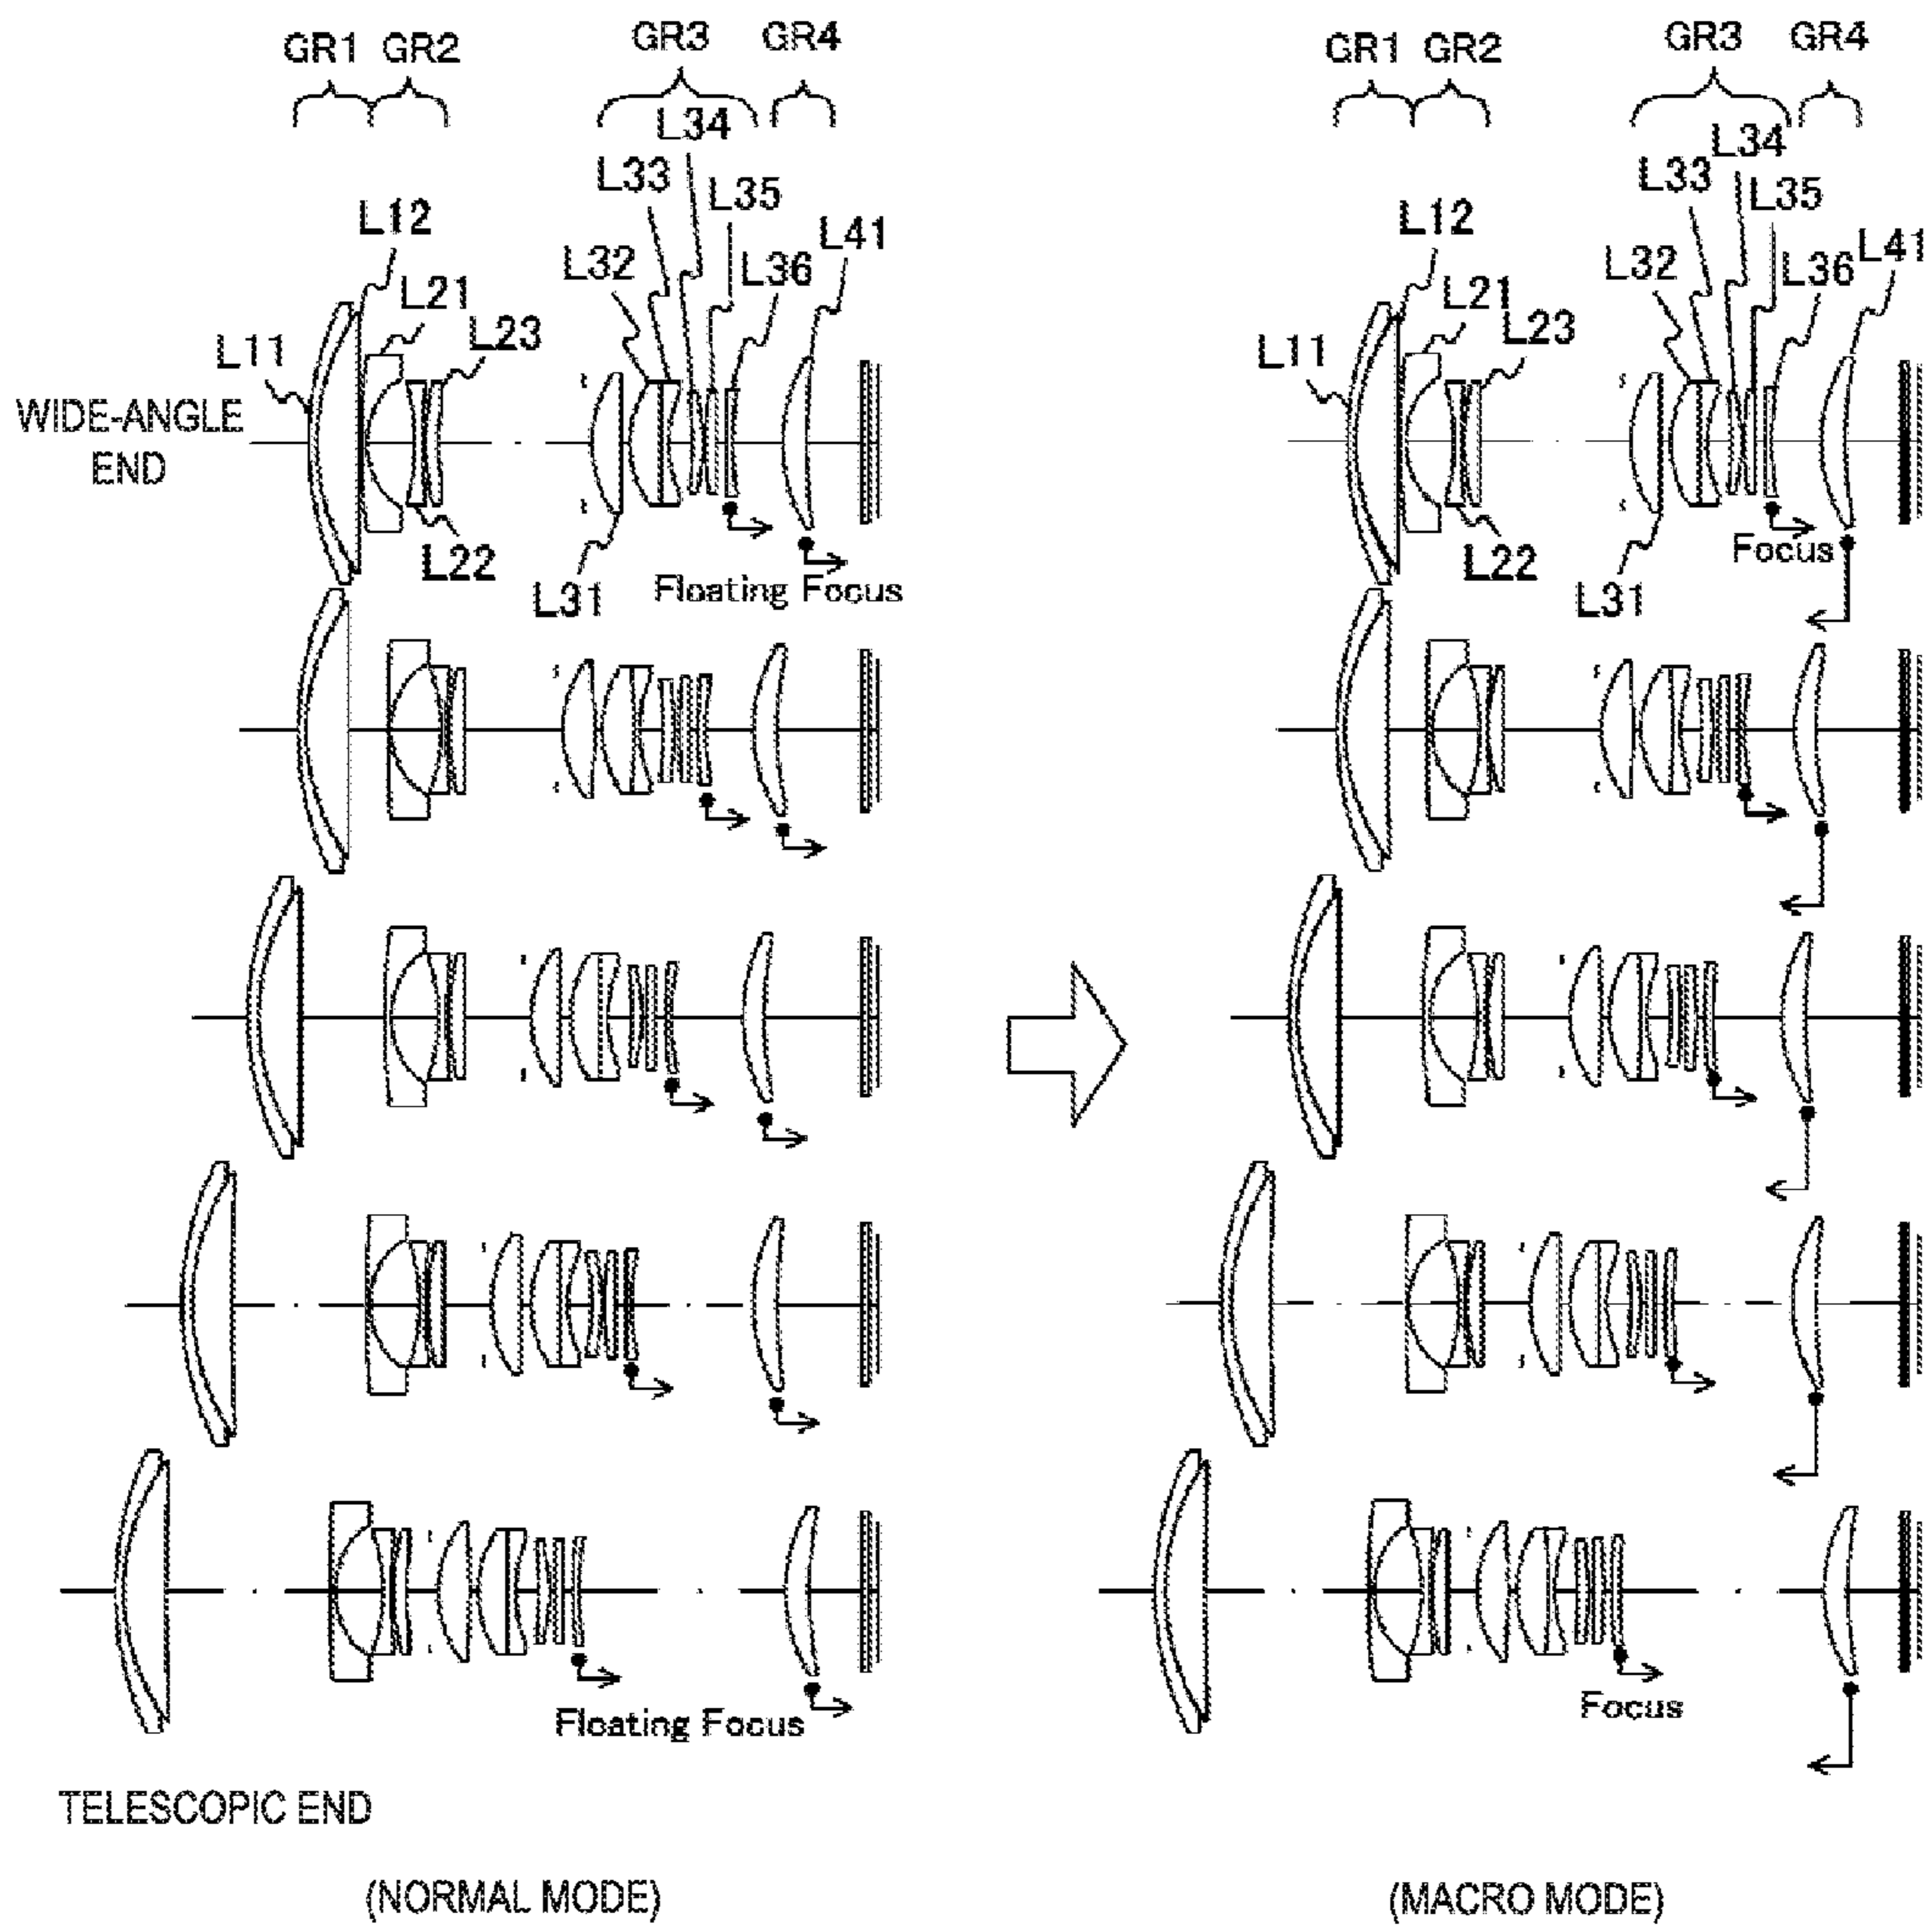 GR1 GR2 GR3 GR4
L34
L33
L35
L12
L41
L32
L36
L21
L23
L11
WIDE-ANGLE
END
L22
L31
Floating Focus
GR1 GR2 GR3 GR4
L34
L33
L35
L12
L41
L32
L36
L21
L23
L11
Focus
L22
L31
Floating Focus
Focus
TELESCOPIC END
(NORMAL MODE)
(MACRO MODE)